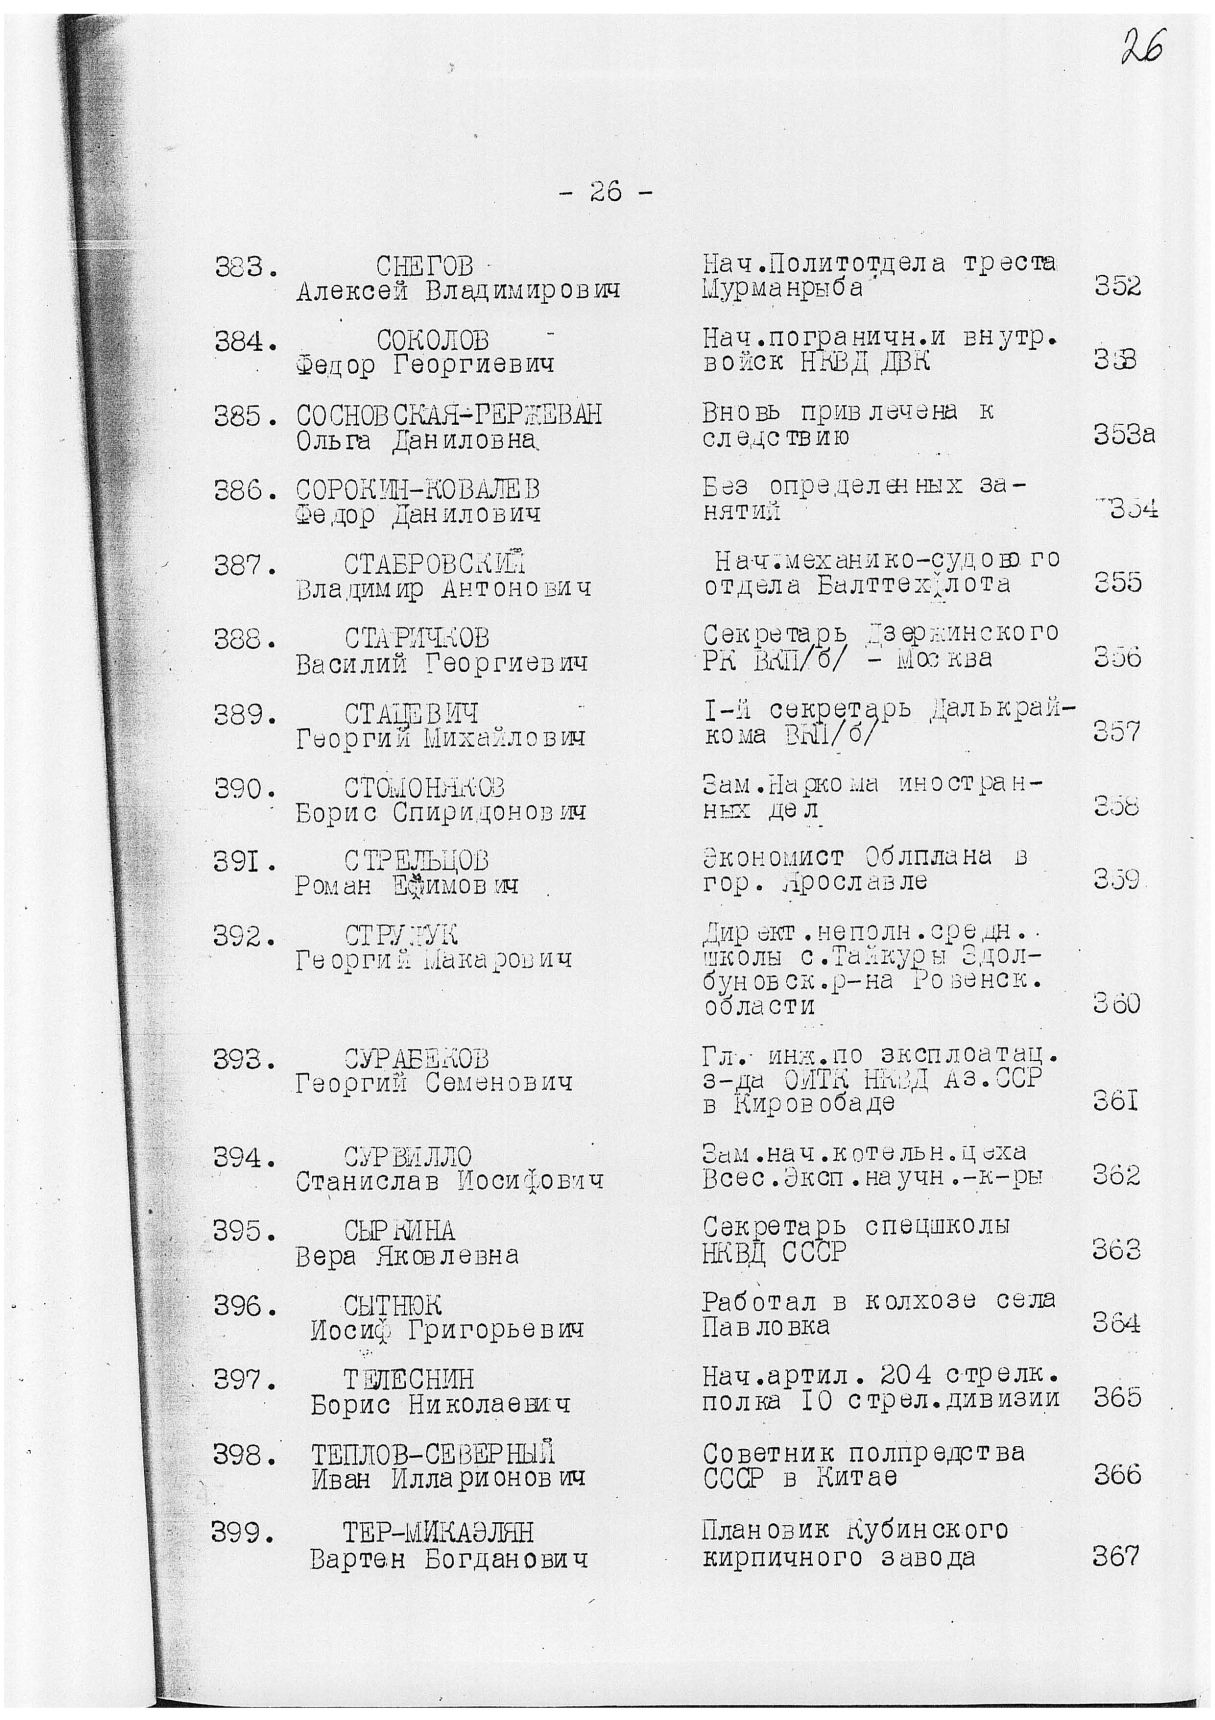 26
- 26 -
383. СНЕГОВ Нач.Политотдела треста
Алексей Владимирович Мурманрыба 352
384. СОКОЛОВ Нач.пограничн.и внутр.
Федор Георгиевич войск НКВД ДВК 353
385. СОСНОВСКАЯ-ГЕРЖЕВАН Вновь привлечена к
Ольга Даниловна следствию 353а
386. СОРОКИН-КОВАЛЕВ Без определенных за-
Федор Данилович нятий 354
387. СТАБРОВСКИЙ Нач.механико-судового
Владимир Антонович отдела Балттехфлота 355
388. СТАРИЧКОВ Секретарь Дзержинского
Василий Георгиевич РК ВКП/б/ - Москва 356
389. СТАЦЕВИЧ I-й секретарь Далькрай-
Георгий Михайлович кома ВКП/б/ 357
390. СТОМОНЯКОВ Зам.Наркома иностран-
Борис Спиридонович ных дел 358
391. СТРЕЛЬЦОВ Экономист Облплана в
Роман Ефимович гор. Ярославле 359
392. Директ.неполн.средн.
Георгий Макарович школы с.Тайкуры Здол-
буновск.р-на Ровенск.
области 360
393. СУРАБЕКОВ Гл. инж.по эксплоатац.
Георгий Семенович з-да ОИТК НКВД Аз.ССР
в Кировобаде 361
394. СУРВИЛЛО Зам.нач.котельн.цеха
Станислав Иосифович Всес.Эксп.научн.-к-ры 362
395. СЫРКИНА Секретарь спецшколы
Вера Яковлевна НКВД СССР 363
396. СЫТНЮК Работал в колхозе села
Иосиф Григорьевич Павловка 364
397. ТЕЛЕСНИН Нач.артил. 204 стрелк.
Борис Николаевич полка 10 стрел.дивизии 365
398. ТЕПЛОВ-СЕВЕРНЫЙ Советник полпредства
Иван Илларионович СССР в Китае 366
399. ТЕР-МИКАЭЛЯН Плановик Кубинского
Вартен Богданович кирпичного завода 367